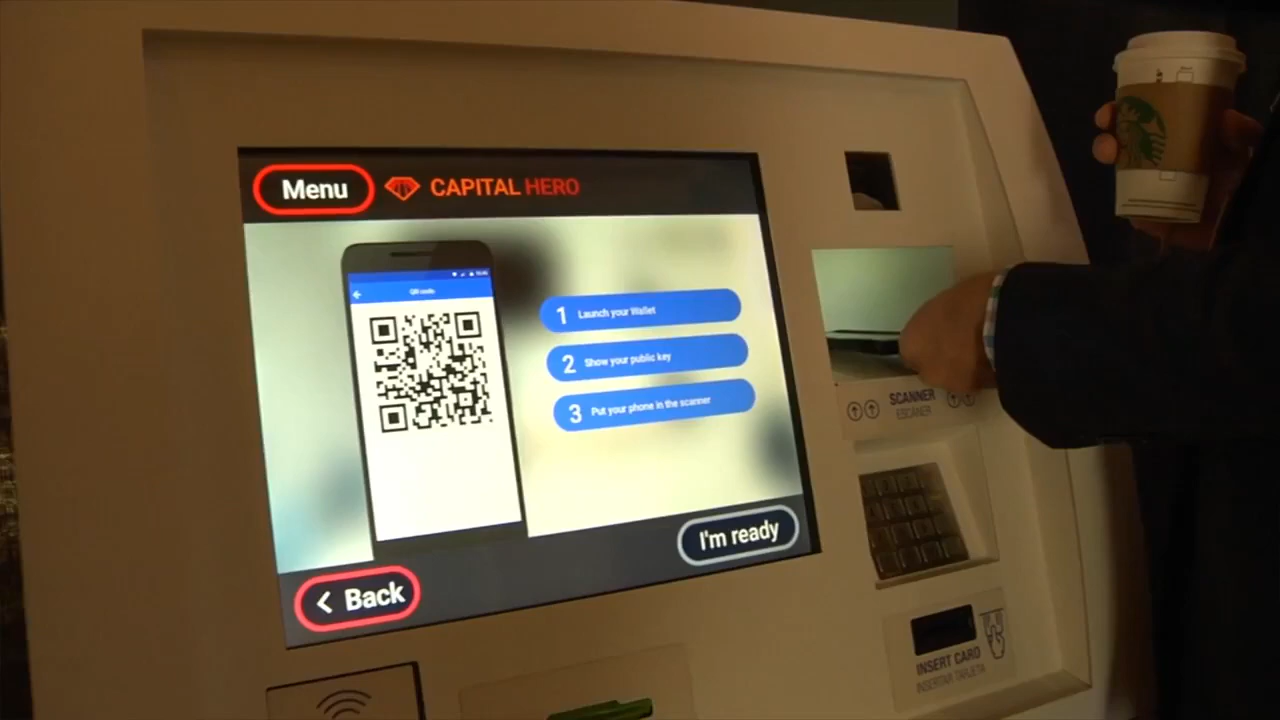 Menu
CAPITAL HERO
QR code
1 Launch your Wallet
2 Show your public key
3 Put your phone in the scanner
I'm ready
< Back
SCANNER
ESCÁNER
INSERT CARD
INSERTAR TARJETA